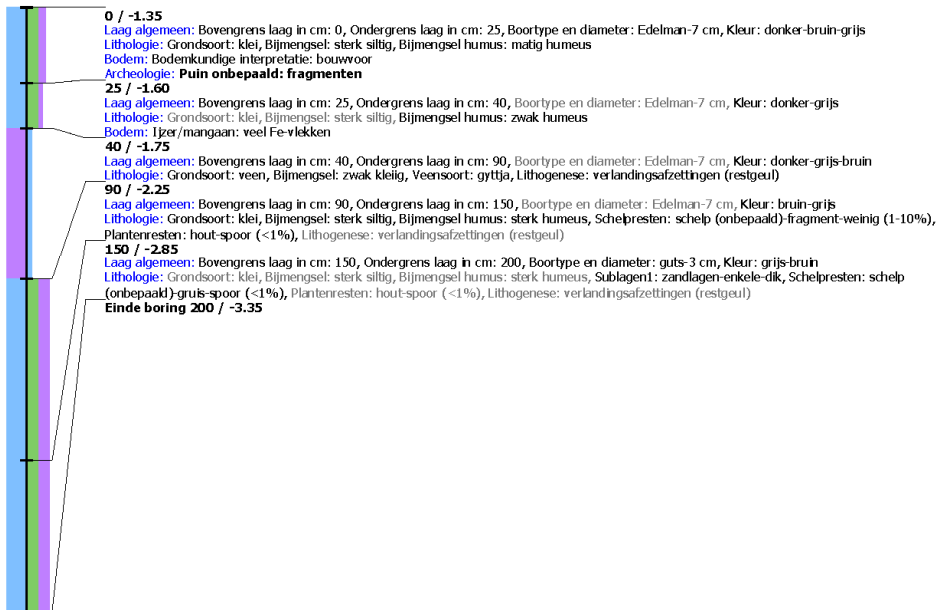 0 / -1.35
Laag algemeen: Bovengrens laag in cm: 0, Ondergrens laag in cm: 25, Boortype en diameter: Edelman-7 cm, Kleur: donker-bruin-grijs
Lithologie: Grondsoort: klei, Bijmengsel: sterk siltig, Bijmengsel humus: matig humeus
Bodem: Bodemkundige interpretatie: bouwvoor
Archeologie: Puin onbepaald: fragmenten
25 / -1.60
Laag algemeen: Bovengrens laag in cm: 25, Ondergrens laag in cm: 40, Boortype en diameter: Edelman-7 cm, Kleur: donker-grijs
Lithologie: Grondsoort: klei, Bijmengsel: sterk siltig, Bijmengsel humus: zwak humeus
Bodem: Ijzer/mangaan: veel Fe-vlekken
40 / -1.75
Laag algemeen: Bovengrens laag in cm: 40, Ondergrens laag in cm: 90, Boortype en diameter: Edelman-7 cm, Kleur: donker-grijs-bruin
Lithologie: Grondsoort: veen, Bijmengsel: zwak kleiig, Veensoort: gyttja, Lithogenese: verlandingsafzettingen (restgeul)
90 / -2.25
Laag algemeen: Bovengrens laag in cm: 90, Ondergrens laag in cm: 150, Boortype en diameter: Edelman-7 cm, Kleur: bruin-grijs
Lithologie: Grondsoort: klei, Bijmengsel: sterk siltig, Bijmengsel humus: sterk humeus, Schelpresten: schelp (onbepaald)-fragment-weinig (1-10%),
Plantenresten: hout-spoor (<1%), Lithogenese: verlandingsafzettingen (restgeul)
150 / -2.85
Laag algemeen: Bovengrens laag in cm: 150, Ondergrens laag in cm: 200, Boortype en diameter: guts-3 cm, Kleur: grijs-bruin
Lithologie: Grondsoort: klei, Bijmengsel: sterk siltig, Bijmengsel humus: sterk humeus, Sublagen1: zandlagen-enkele-dik, Schelpresten: schelp
(onbepaald)-gruis-spoor (<1%), Plantenresten: hout-spoor (<1%), Lithogenese: verlandingsafzettingen (restgeul)
Einde boring 200 / -3.35